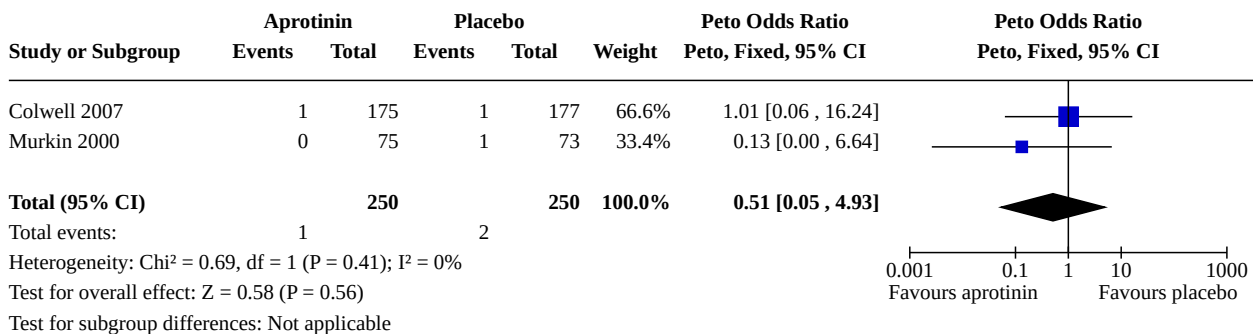 Aprotinin Placebo Peto Odds Ratio Peto Odds Ratio
Study or Subgroup Events Total Events Total Weight Peto, Fixed, 95% CI Peto, Fixed, 95% CI
Colwell 2007 1 175 1 177 66.6% 1.01 [0.06 , 16.24]
Murkin 2000 0 75 1 73 33.4% 0.13 [0.00 , 6.64]
Total (95% CI) 250 250 100.0% 0.51 [0.05 , 4.93]
Total events: 1 2
Heterogeneity: Chi² = 0.69, df = 1 (P = 0.41); I² = 0%
Test for overall effect: Z = 0.58 (P = 0.56)
Test for subgroup differences: Not applicable
0.001 0.1 1 10 1000
Favours aprotinin Favours placebo